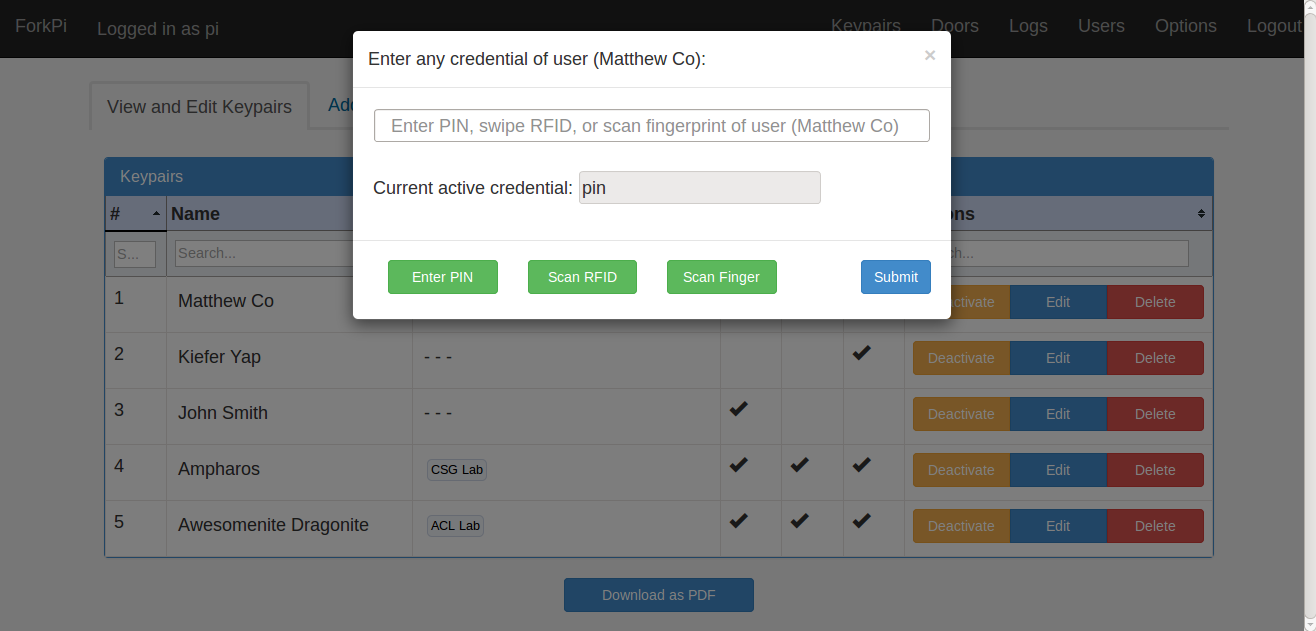 ForkPi Logged in as pi Keypairs Doors Logs Users Options Logout
Enter any credential of user (Matthew Co): ×
View and Edit Keypairs
Enter PIN, swipe RFID, or scan fingerprint of user (Matthew Co)
Keypairs
Current active credential: pin
# Name
S... Search...
Enter PIN Scan RFID Scan Finger Submit
1 Matthew Co Edit Delete
2 Kiefer Yap - - - Deactivate Edit Delete
3 John Smith - - - Deactivate Edit Delete
4 Ampharos CSG Lab Deactivate Edit Delete
5 Awesomenite Dragonite ACL Lab Deactivate Edit Delete
Download as PDF